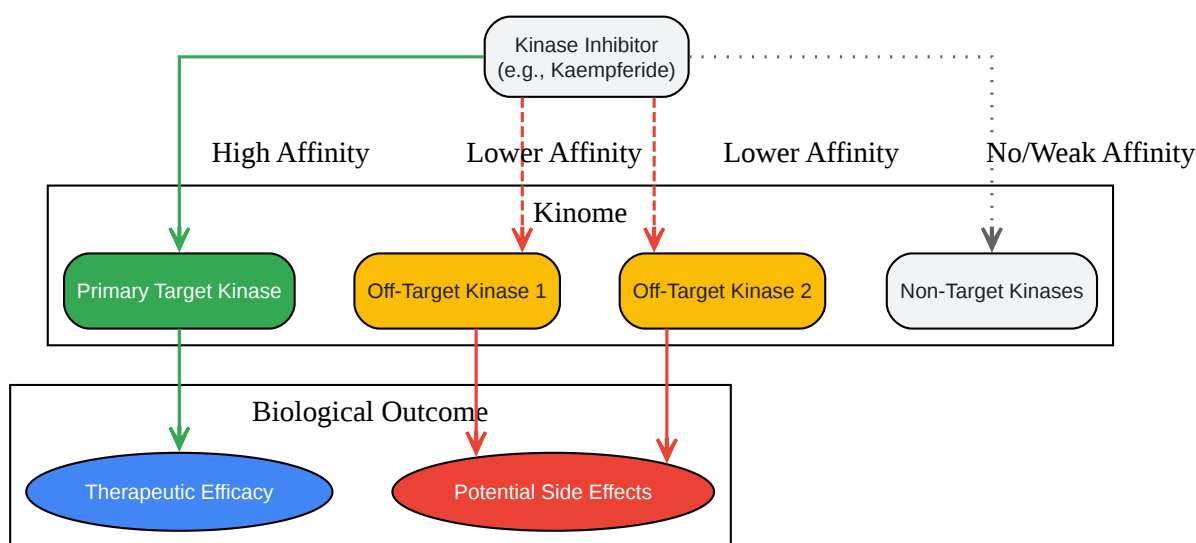 Kinase Inhibitor
(e.g., Kaempferide)
High Affinity
Lower Affinity
Lower Affinity
No/Weak Affinity
Kinome
Primary Target Kinase
Off-Target Kinase 1
Off-Target Kinase 2
Non-Target Kinases
Biological Outcome
Therapeutic Efficacy
Potential Side Effects